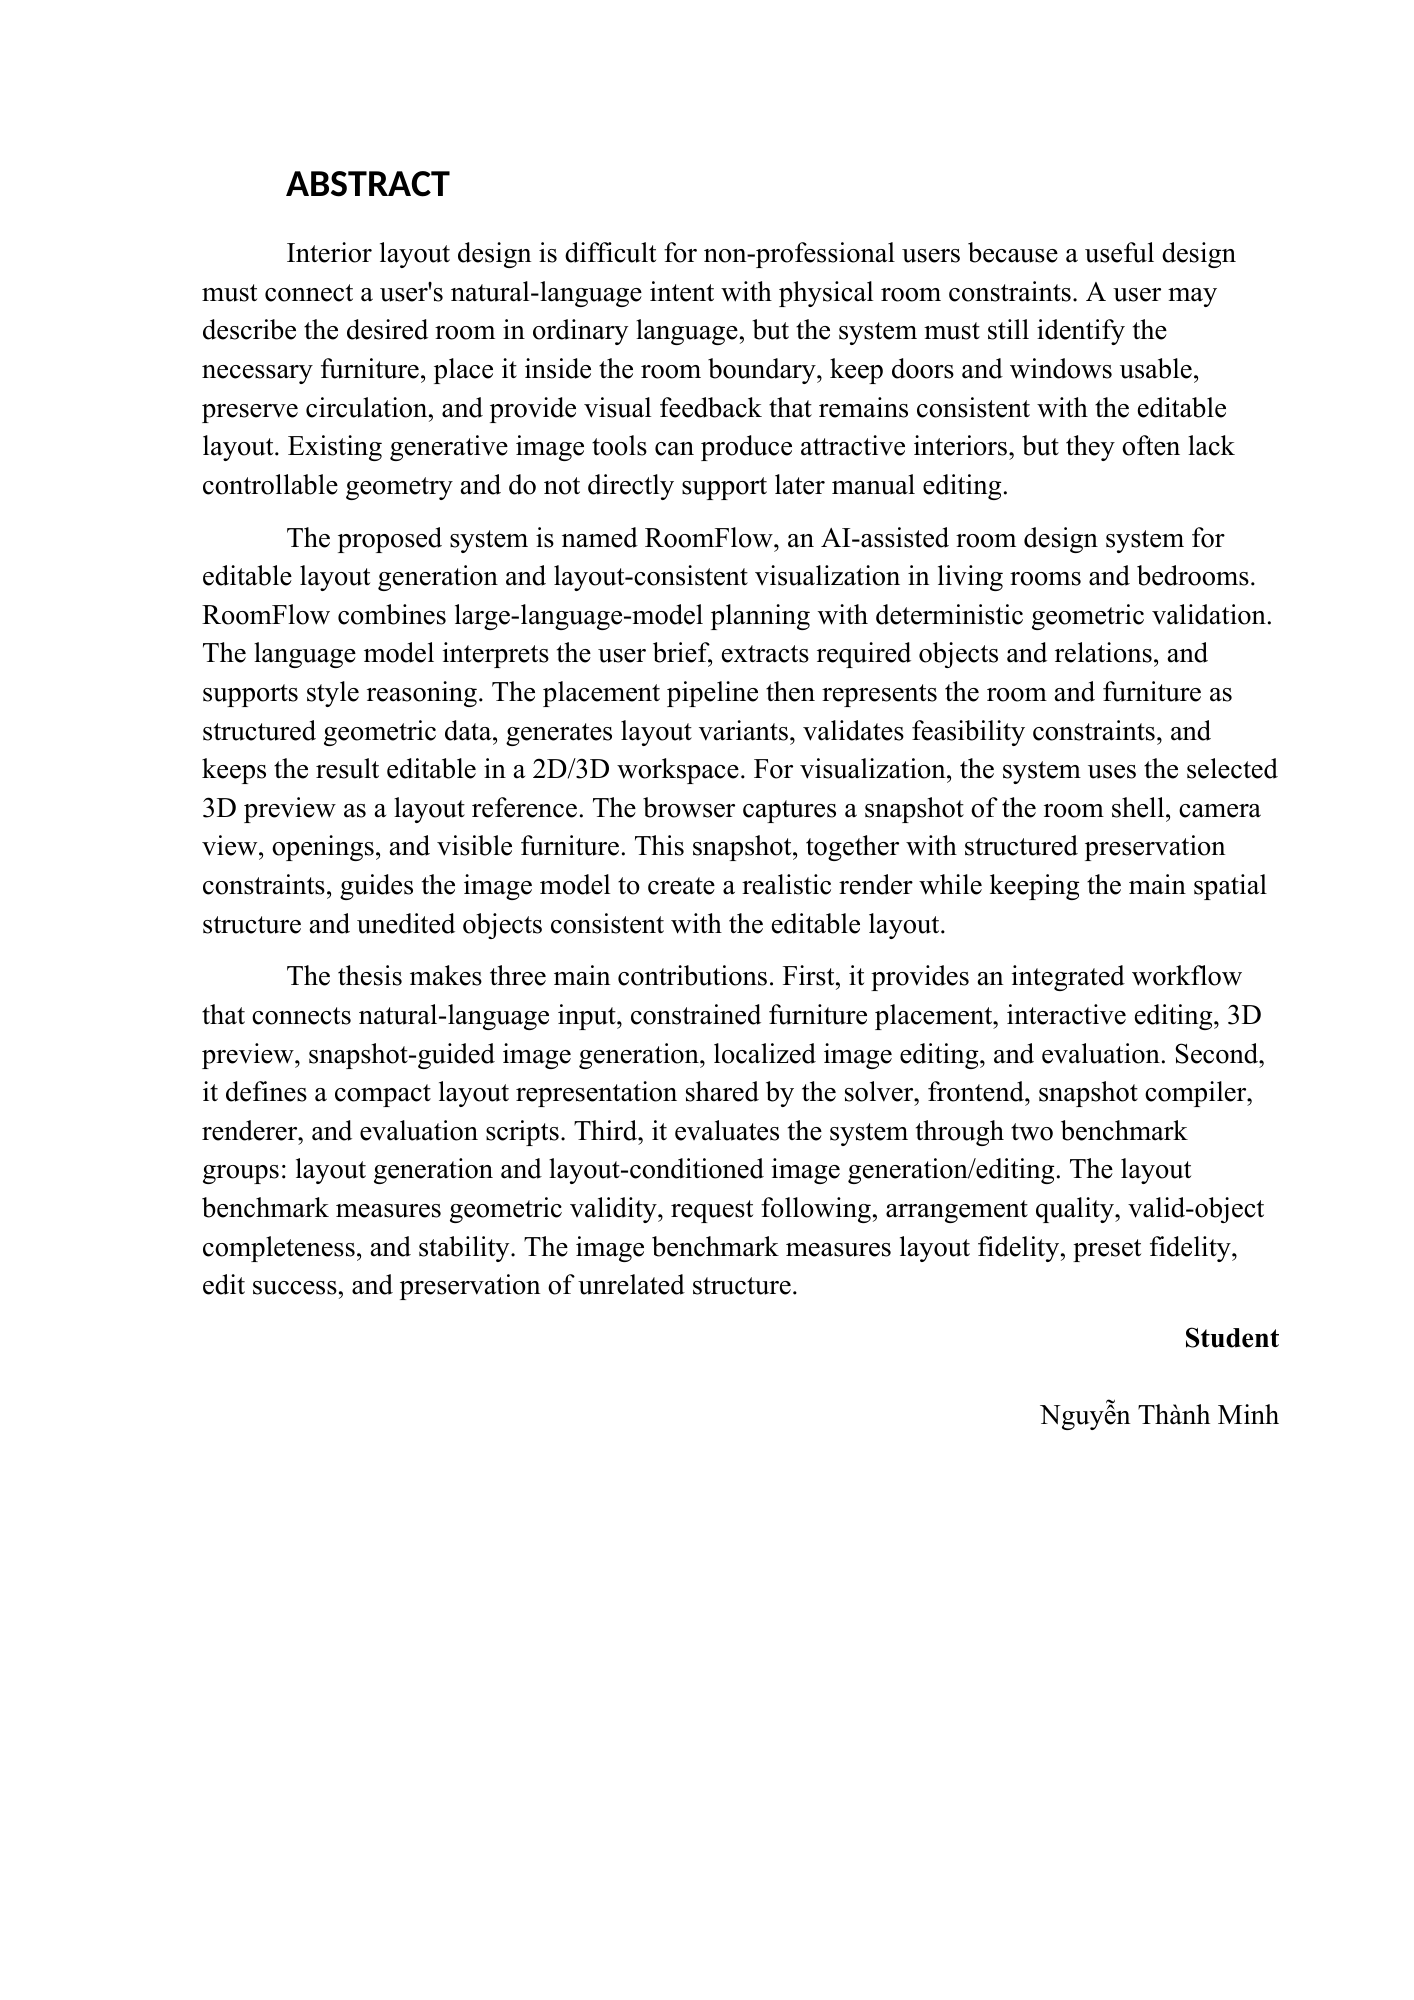 ABSTRACT
Interior layout design is difficult for non-professional users because a useful design
must connect a user's natural-language intent with physical room constraints. A user may
describe the desired room in ordinary language, but the system must still identify the
necessary furniture, place it inside the room boundary, keep doors and windows usable,
preserve circulation, and provide visual feedback that remains consistent with the editable
layout. Existing generative image tools can produce attractive interiors, but they often lack
controllable geometry and do not directly support later manual editing.
The proposed system is named RoomFlow, an AI-assisted room design system for
editable layout generation and layout-consistent visualization in living rooms and bedrooms.
RoomFlow combines large-language-model planning with deterministic geometric validation.
The language model interprets the user brief, extracts required objects and relations, and
supports style reasoning. The placement pipeline then represents the room and furniture as
structured geometric data, generates layout variants, validates feasibility constraints, and
keeps the result editable in a 2D/3D workspace. For visualization, the system uses the selected
3D preview as a layout reference. The browser captures a snapshot of the room shell, camera
view, openings, and visible furniture. This snapshot, together with structured preservation
constraints, guides the image model to create a realistic render while keeping the main spatial
structure and unedited objects consistent with the editable layout.
The thesis makes three main contributions. First, it provides an integrated workflow
that connects natural-language input, constrained furniture placement, interactive editing, 3D
preview, snapshot-guided image generation, localized image editing, and evaluation. Second,
it defines a compact layout representation shared by the solver, frontend, snapshot compiler,
renderer, and evaluation scripts. Third, it evaluates the system through two benchmark
groups: layout generation and layout-conditioned image generation/editing. The layout
benchmark measures geometric validity, request following, arrangement quality, valid-object
completeness, and stability. The image benchmark measures layout fidelity, preset fidelity,
edit success, and preservation of unrelated structure.
Student
Nguyễn Thành Minh